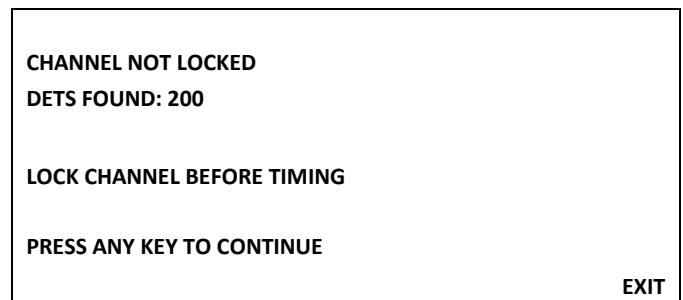 CHANNEL NOT LOCKED
DETS FOUND: 200
LOCK CHANNEL BEFORE TIMING
PRESS ANY KEY TO CONTINUE
EXIT